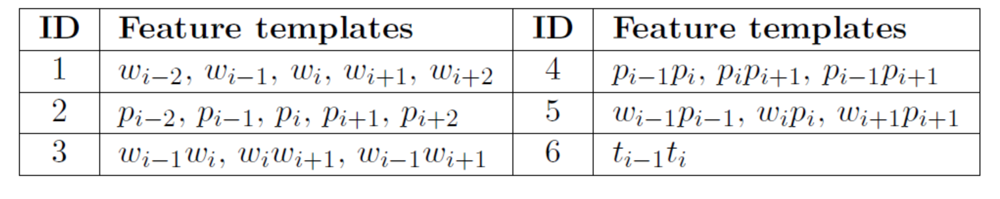 ID Feature templates ID Feature templates
1 w_{i−2}, w_{i−1}, w_i, w_{i+1}, w_{i+2} 4 p_{i−1}p_i, p_ip_{i+1}, p_{i−1}p_{i+1}
2 p_{i−2}, p_{i−1}, p_i, p_{i+1}, p_{i+2} 5 w_{i−1}p_{i−1}, w_ip_i, w_{i+1}p_{i+1}
3 w_{i−1}w_i, w_iw_{i+1}, w_{i−1}w_{i+1} 6 t_{i−1}t_i